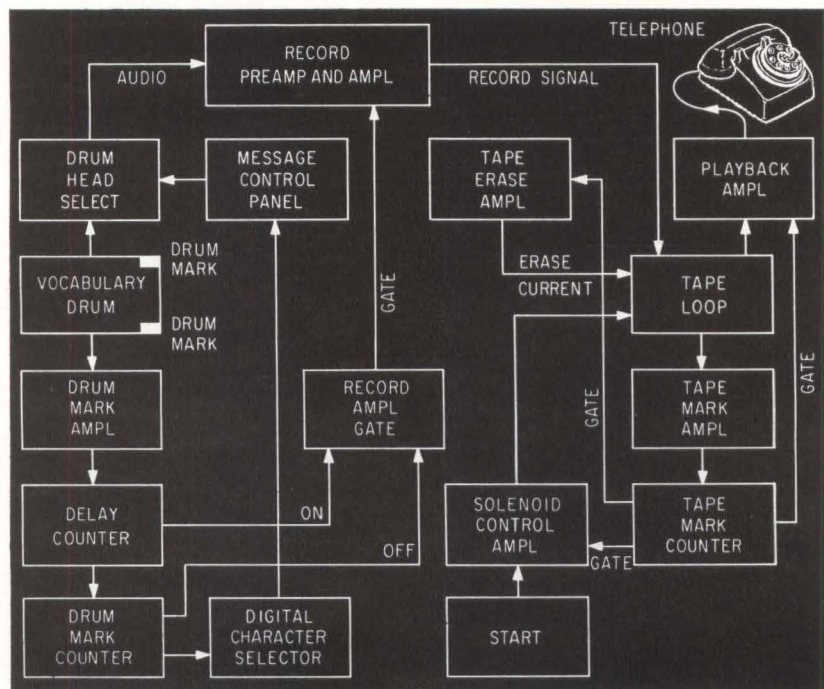 TELEPHONE
RECORD
PREAMP AND AMPL
AUDIO
RECORD SIGNAL
DRUM
HEAD
SELECT
MESSAGE
CONTROL
PANEL
TAPE
ERASE
AMPL
PLAYBACK
AMPL
DRUM
MARK
VOCABULARY
DRUM
DRUM
MARK
GATE
ERASE
CURRENT
TAPE
LOOP
GATE
DRUM
MARK
AMPL
RECORD
AMPL
GATE
GATE
TAPE
MARK
AMPL
DELAY
COUNTER
ON
OFF
SOLENOID
CONTROL
AMPL
GATE
TAPE
MARK
COUNTER
DRUM
MARK
COUNTER
DIGITAL
CHARACTER
SELECTOR
START